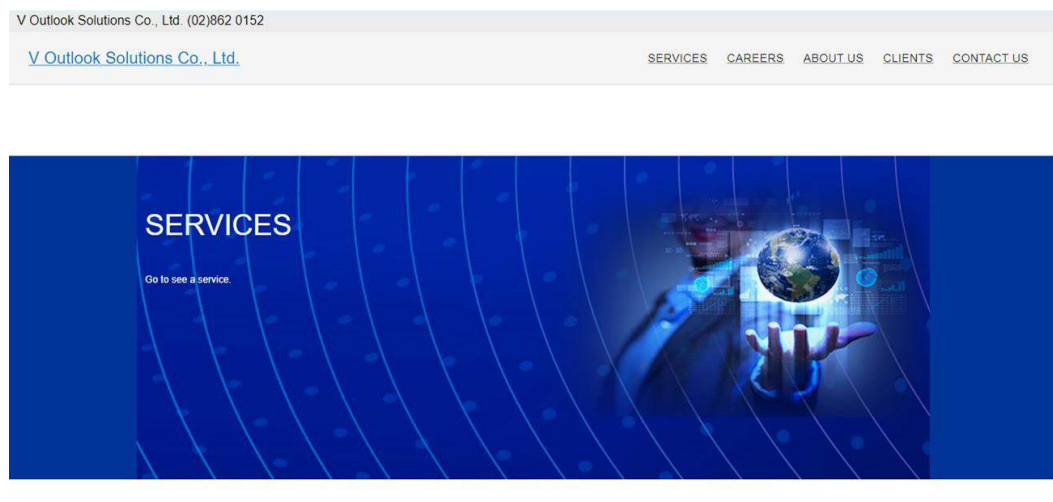 V Outlook Solutions Co., Ltd. (02)862 0152
V Outlook Solutions Co., Ltd.
SERVICES CAREERS ABOUT US CLIENTS CONTACT US
SERVICES
Go to see a service.